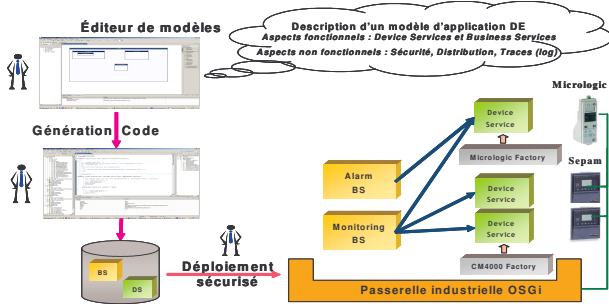 Éditeur de modèles
Description d'un modèle d'application DE
Aspects fonctionnels : Device Services et Business Services
Aspects non fonctionnels : Sécurité, Distribution, Traces (log)
Génération Code
Micrologic
Device
Service
Micrologic Factory
Sepam
Alarm
BS
Device
Service
Monitoring
BS
Device
Service
CM4000 Factory
BS
DS
Déploiement
sécurisé
Passerelle industrielle OSGi